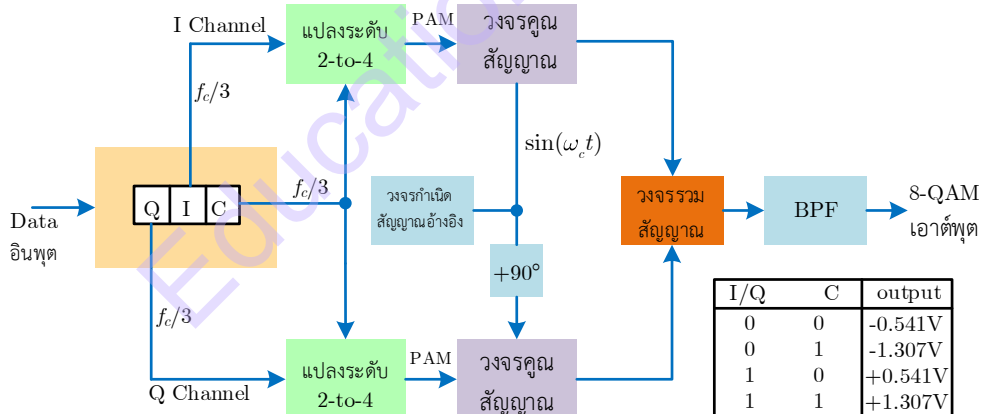 I Channel
แปลงระดับ
2-to-4
PAM
วงจรคูณ
สัญญาณ
f_c/3
sin(ω_c t)
Q I C
f_c/3
Data
อินพุต
วงจรกำเนิด
สัญญาณอ้างอิง
วงจรรวม
สัญญาณ
BPF
8-QAM
เอาต์พุต
+90°
f_c/3
Q Channel
แปลงระดับ
2-to-4
PAM
วงจรคูณ
สัญญาณ
I/Q C output
0 0 -0.541V
0 1 -1.307V
1 0 +0.541V
1 1 +1.307V
Education